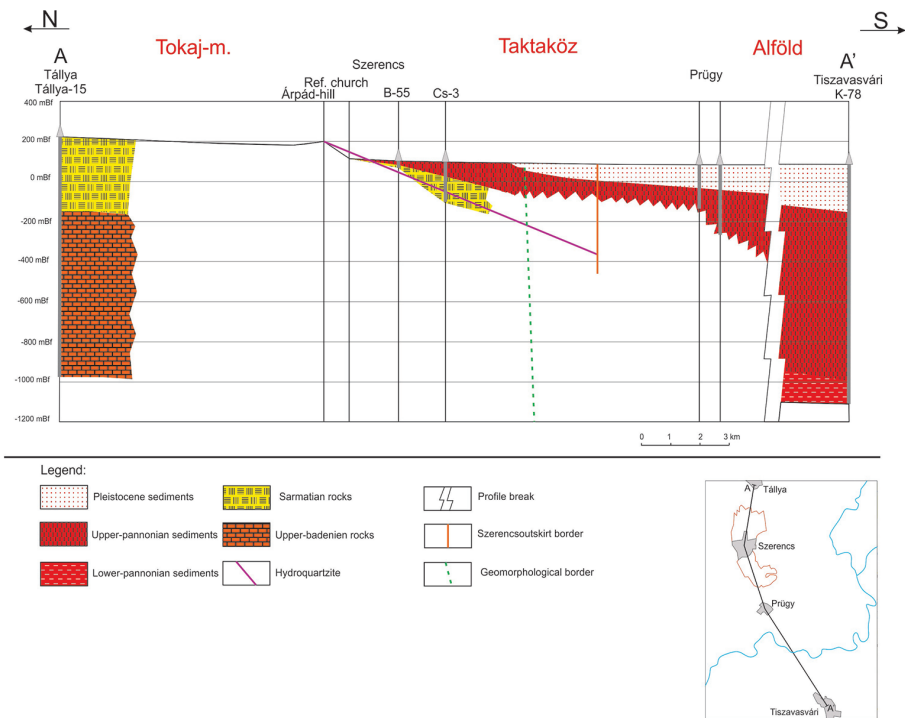 N
S
Tokaj-m.
Taktaköz
Alföld
A
Tállya
Tállya-15
Ref. church
Árpád-hill
Szerencs
B-55
Cs-3
Prügy
A'
Tiszavasvári
K-78
400 mBf
200 mBf
0 mBf
-200 mBf
-400 mBf
-600 mBf
-800 mBf
-1000 mBf
-1200 mBf
0 1 2 3 km
Legend:
Pleistocene sediments
Sarmatian rocks
Profile break
Upper-pannonian sediments
Upper-badenien rocks
Szerencsoutskirt border
Lower-pannonian sediments
Hydroquartzite
Geomorphological border
A
Tállya
Szerencs
Prügy
Tiszavasvári
A'